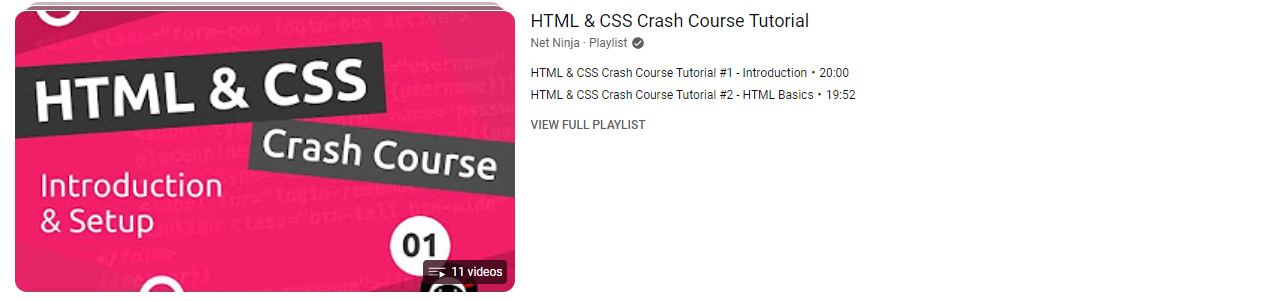 HTML & CSS
Crash Course
Introduction
& Setup
01
11 videos
HTML & CSS Crash Course Tutorial
Net Ninja · Playlist
HTML & CSS Crash Course Tutorial #1 - Introduction • 20:00
HTML & CSS Crash Course Tutorial #2 - HTML Basics • 19:52
VIEW FULL PLAYLIST